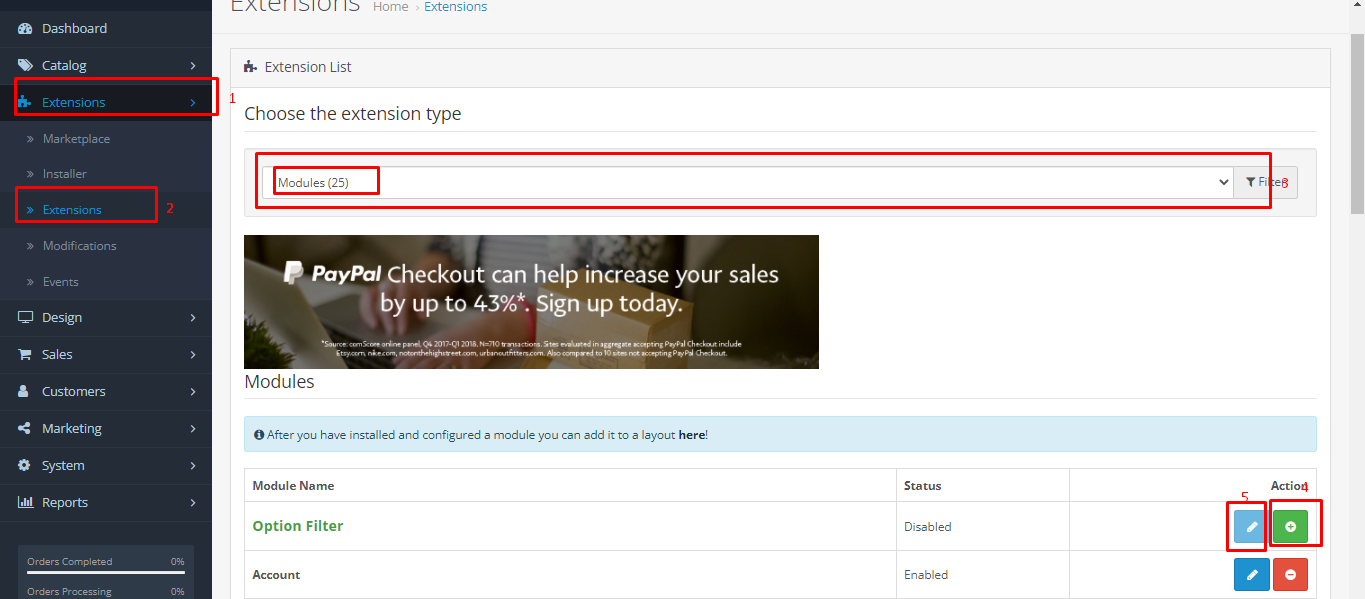 Extensions Home › Extensions
Dashboard
Catalog
Extensions
1
Marketplace
Installer
Extensions
2
Modifications
Events
Design
Sales
Customers
Marketing
System
Reports
Orders Completed 0%
Orders Processing 0%
Extension List
Choose the extension type
Modules (25)
Filter
3
PayPal Checkout can help increase your sales
by up to 43%*. Sign up today.
*Source: comScore online panel, Q4 2017-Q1 2018, N=710 transactions. Sites evaluated in aggregate accepting PayPal Checkout include
Etsy.com, nike.com, notonthehighstreet.com, urbanoutfitters.com. Also compared to 10 sites not accepting PayPal Checkout.
Modules
After you have installed and configured a module you can add it to a layout here!
Module Name Status Action
5 4
Option Filter Disabled
Account Enabled